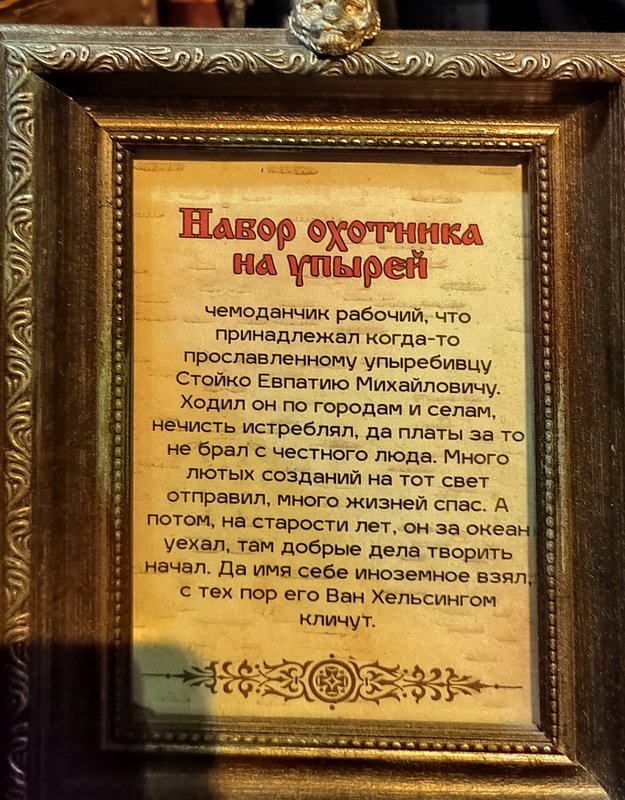 Набор охотника
на упырей
чемоданчик рабочий, что
принадлежал когда-то
прославленному упыребивцу
Стойко Евпатию Михайловичу.
Ходил он по городам и селам,
нечисть истреблял, да платы за то
не брал с честного люда. Много
лютых созданий на тот свет
отправил, много жизней спас. А
потом, на старости лет, он за океан
уехал, там добрые дела творить
начал. Да имя себе иноземное взял,
с тех пор его Ван Хельсингом
кличут.